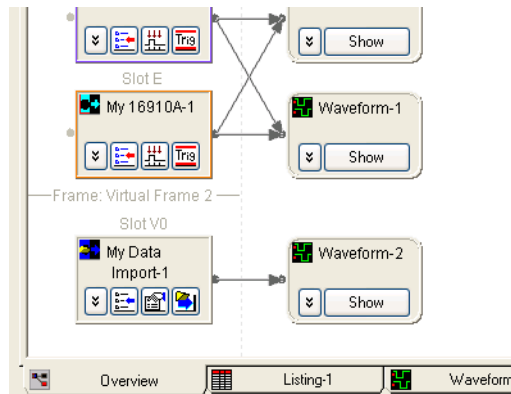 Trig
Show
Slot E
My 16910A-1
Trig
Waveform-1
Show
Frame: Virtual Frame 2
Slot V0
My Data
Import-1
Waveform-2
Show
Overview
Listing-1
Waveform